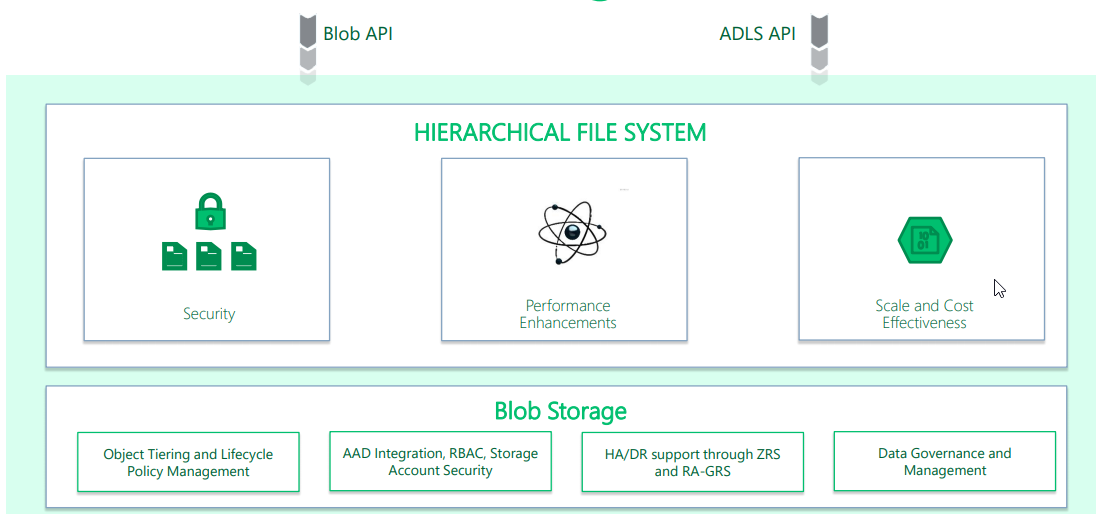 Blob API
ADLS API
HIERARCHICAL FILE SYSTEM
Security
Performance
Enhancements
10
01
Scale and Cost
Effectiveness
Blob Storage
Object Tiering and Lifecycle
Policy Management
AAD Integration, RBAC, Storage
Account Security
HA/DR support through ZRS
and RA-GRS
Data Governance and
Management